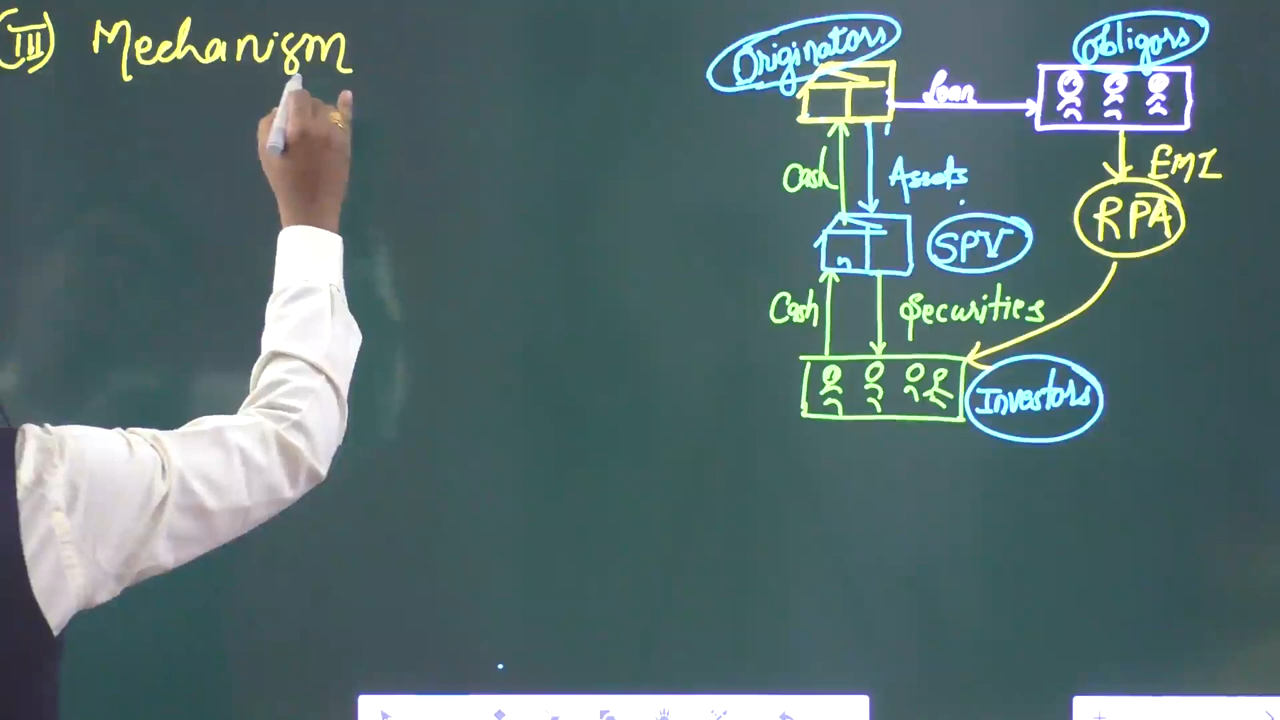 (III) Mechanism
Originators
Obligors
Loan
EMI
Cash
Assets
RPA
SPV
Cash
Securities
Investors